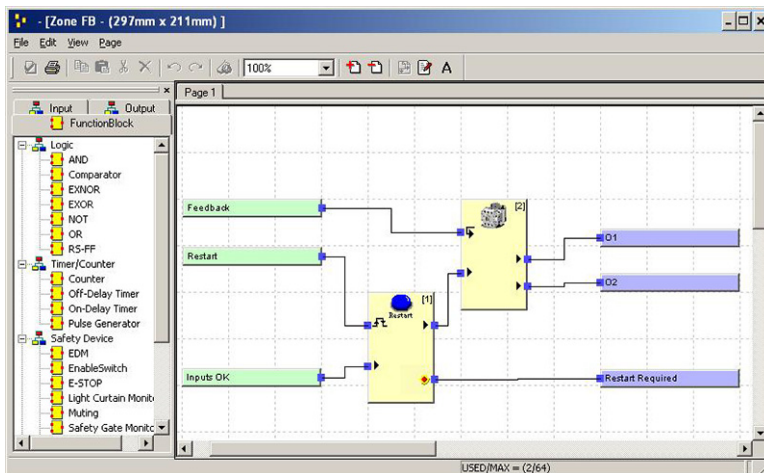 - [Zone FB - (297mm x 211mm) ]
File Edit View Page
100%
A
Input Output
FunctionBlock
Logic
AND
Comparator
EXNOR
EXOR
NOT
OR
RS-FF
Timer/Counter
Counter
Off-Delay Timer
On-Delay Timer
Pulse Generator
Safety Device
EDM
EnableSwitch
E-STOP
Light Curtain Monit
Muting
Safety Gate Monito
Page 1
Feedback
[2]
O1
Restart
O2
[1]
Restart
Inputs OK
Restart Required
USED/MAX = (2/64)